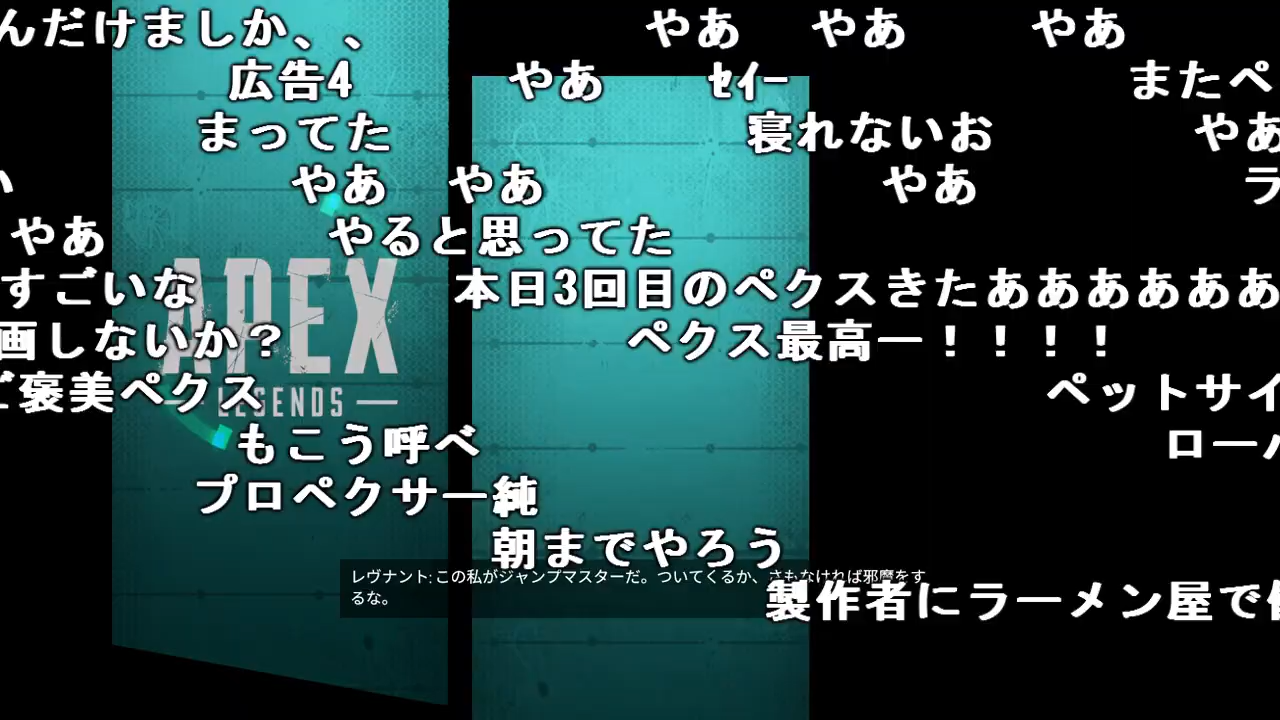 んだけましか、、
やあ
やあ
やあ
広告4
やあ
ｾｲｰ
またペ
まってた
寝れないお
やあ
い
やあ
やあ
やあ
ラ
やあ
やると思ってた
すごいな
本日3回目のペクスきたああああああ
画しないか？
ペクス最高ー！！！！
APEX
LEGENDS
ご褒美ペクス
ペットサイ
もこう呼べ
ロー
プロペクサー純
朝までやろう
レヴナント: この私がジャンプマスターだ。ついてくるか、さもなければ邪魔をす
るな。
製作者にラーメン屋で